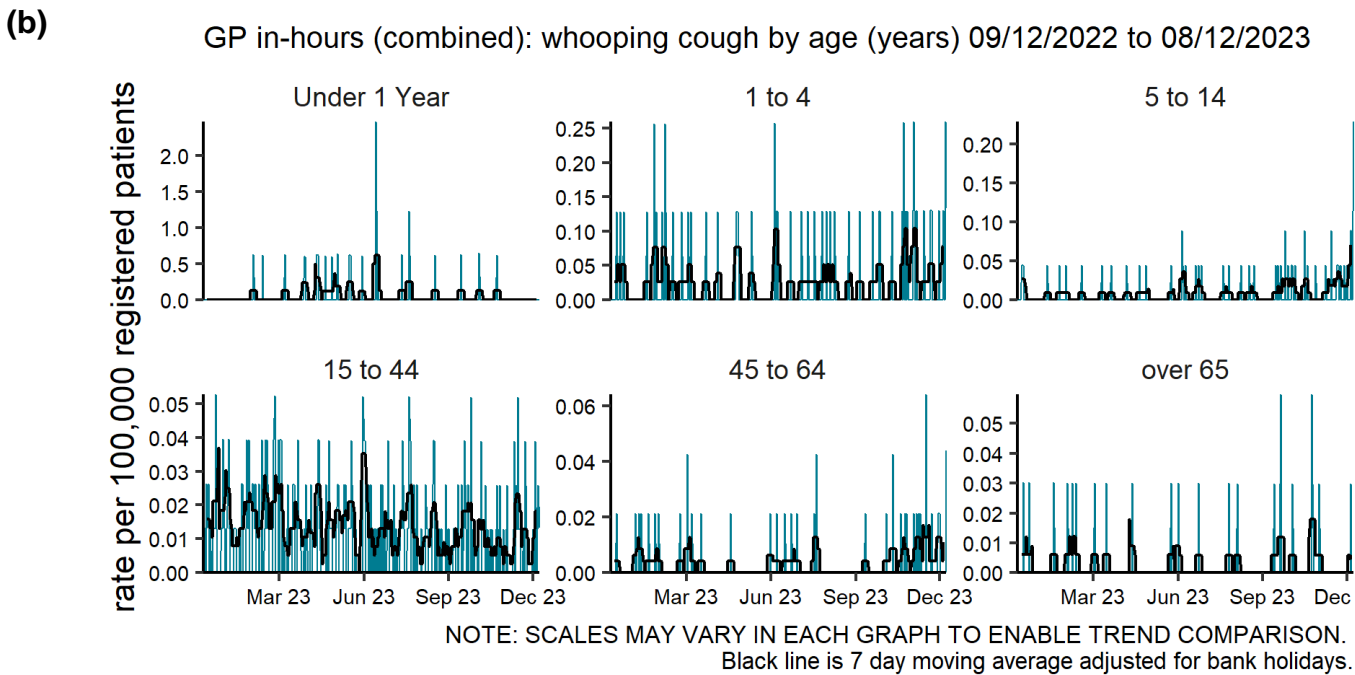 (b)
GP in-hours (combined): whooping cough by age (years) 09/12/2022 to 08/12/2023
rate per 100,000 registered patients
Under 1 Year
2.0
1.5
1.0
0.5
0.0
1 to 4
0.25
0.20
0.15
0.10
0.05
0.00
5 to 14
0.20
0.15
0.10
0.05
0.00
15 to 44
0.05
0.04
0.03
0.02
0.01
0.00
Mar 23 Jun 23 Sep 23 Dec 23
45 to 64
0.06
0.04
0.02
0.00
Mar 23 Jun 23 Sep 23 Dec 23
over 65
0.05
0.04
0.03
0.02
0.01
0.00
Mar 23 Jun 23 Sep 23 Dec
NOTE: SCALES MAY VARY IN EACH GRAPH TO ENABLE TREND COMPARISON.
Black line is 7 day moving average adjusted for bank holidays.